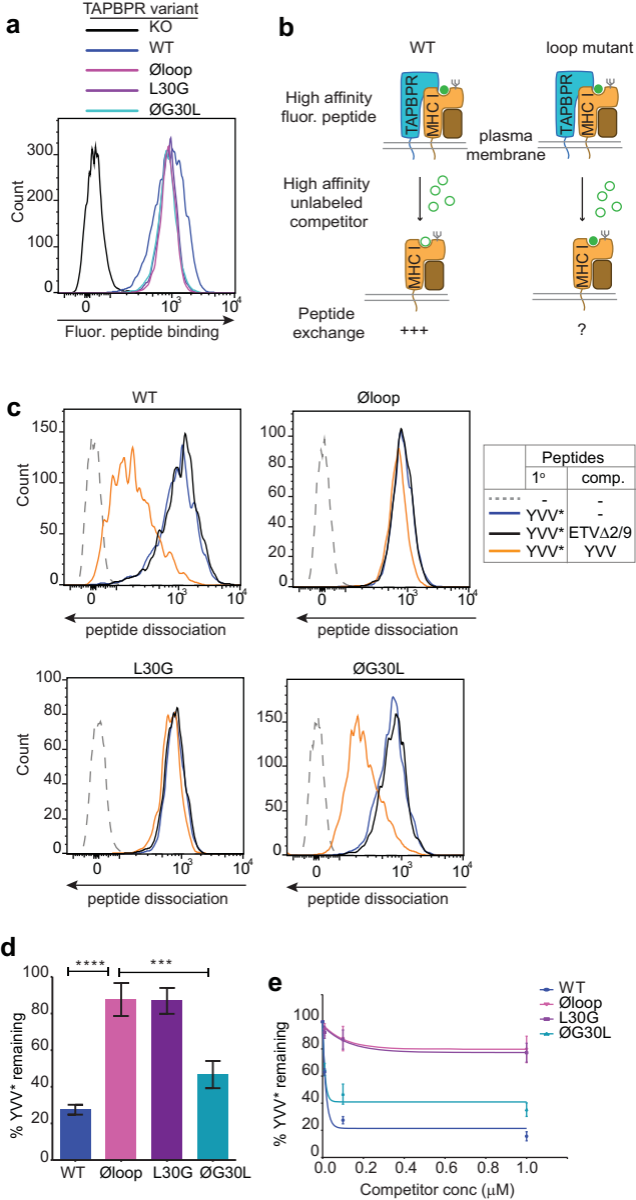 a
TAPBPR variant
KO
WT
Øloop
L30G
ØG30L
Count
300
200
100
0
0
10³
10⁴
Fluor. peptide binding
b
WT
loop mutant
High affinity
fluor. peptide
TAPBPR
MHC I
TAPBPR
MHC I
plasma
membrane
High affinity
unlabeled
competitor
MHC I
MHC I
Peptide
exchange
+++
?
c
WT
Count
150
100
50
0
0
10³
10⁴
peptide dissociation
Øloop
100
80
60
40
20
0
0
10³
10⁴
peptide dissociation
Peptides
1° comp.
- -
YVV* -
YVV* ETVΔ2/9
YVV* YVV
L30G
Count
100
80
60
40
20
0
0
10³
10⁴
peptide dissociation
ØG30L
150
100
50
0
0
10³
10⁴
peptide dissociation
d
% YVV* remaining
100
80
60
40
20
0
****
***
WT
Øloop
L30G
ØG30L
e
% YVV* remaining
100
80
60
40
20
0
0.0
0.2
0.4
0.6
0.8
1.0
Competitor conc (μM)
WT
Øloop
L30G
ØG30L